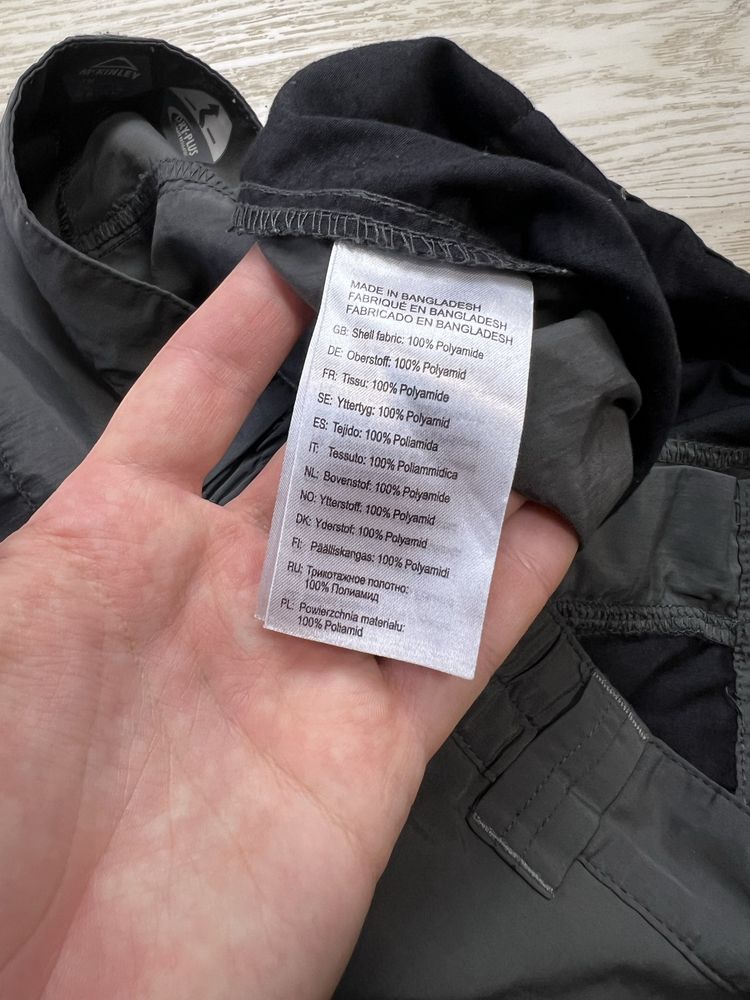 McKINLEY
DRY·PLUS
MADE IN BANGLADESH
FABRIQUÉ EN BANGLADESH
FABRICADO EN BANGLADESH
GB: Shell fabric: 100% Polyamide
DE: Oberstoff: 100% Polyamid
FR: Tissu: 100% Polyamide
SE: Yttertyg: 100% Polyamid
ES: Tejido: 100% Poliamida
IT: Tessuto: 100% Poliammidica
NL: Bovenstof: 100% Polyamide
NO: Ytterstoff: 100% Polyamid
DK: Yderstof: 100% Polyamid
FI: Päälliskangas: 100% Polyamidi
RU: Трикотажное полотно:
100% Полиамид
PL: Powierzchnia materiału:
100% Poliamid